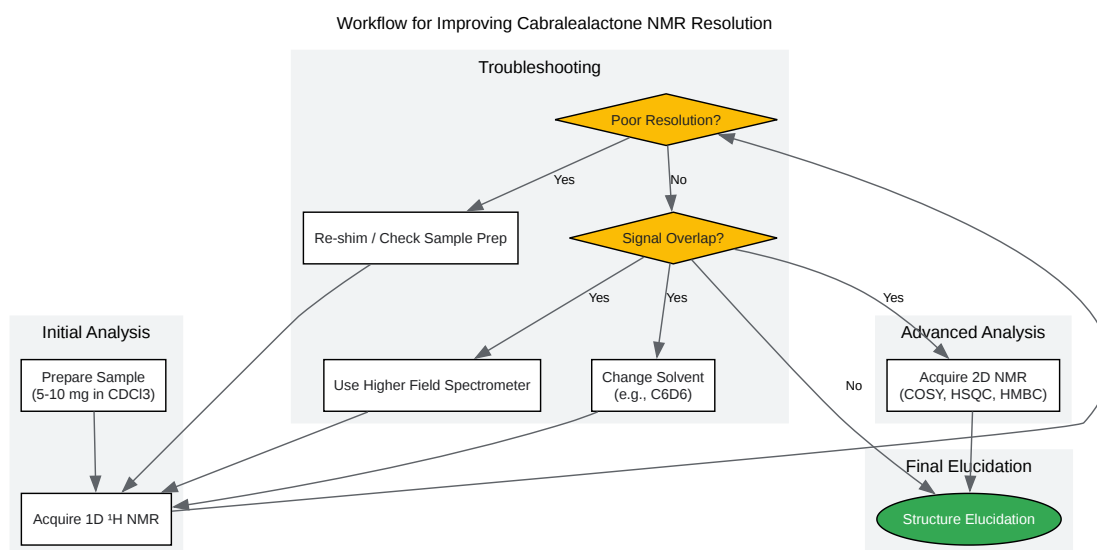 Workflow for Improving Cabralealactone NMR Resolution
Troubleshooting
Poor Resolution?
Yes
No
Re-shim / Check Sample Prep
Signal Overlap?
Yes
Yes
Yes
No
Initial Analysis
Prepare Sample
(5-10 mg in CDCl3)
Use Higher Field Spectrometer
Change Solvent
(e.g., C6D6)
Advanced Analysis
Acquire 2D NMR
(COSY, HSQC, HMBC)
Acquire 1D ¹H NMR
Final Elucidation
Structure Elucidation